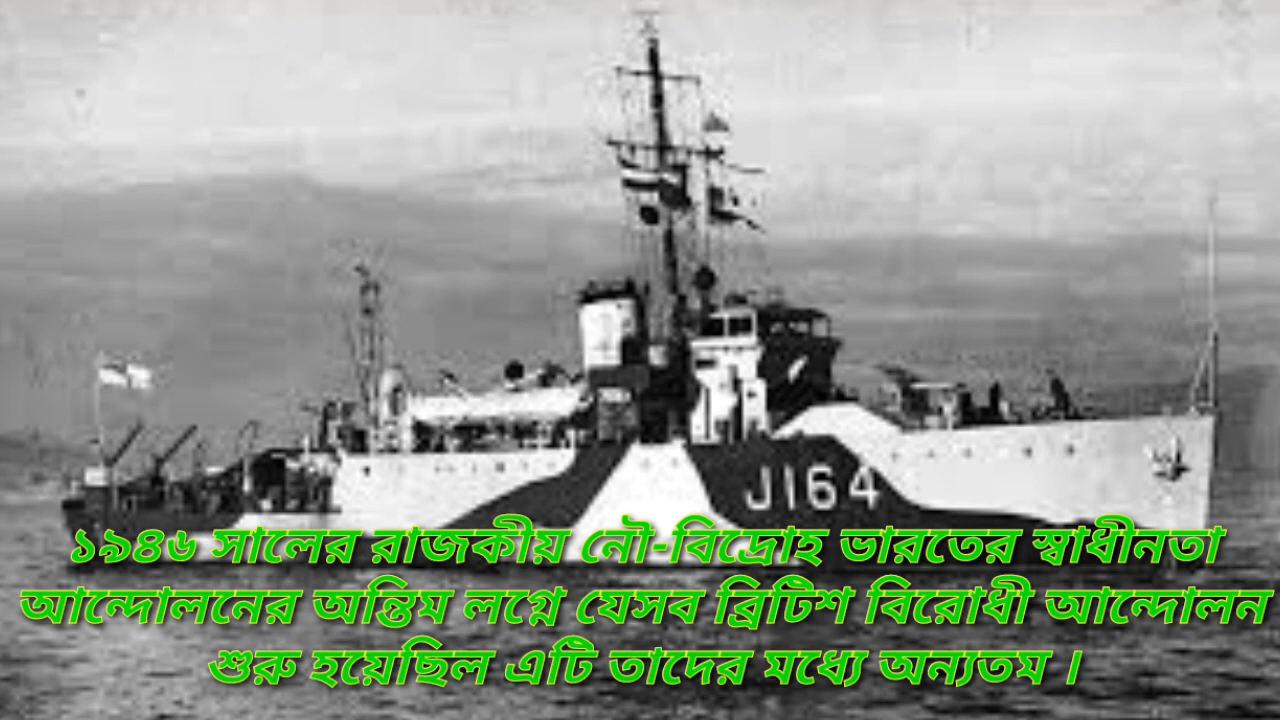 J164
১৯৪৬ সালের রাজকীয় নৌ-বিদ্রোহ ভারতের স্বাধীনতা
আন্দোলনের অন্তিম লগ্নে যেসব ব্রিটিশ বিরোধী আন্দোলন
শুরু হয়েছিল এটি তাদের মধ্যে অন্যতম ।